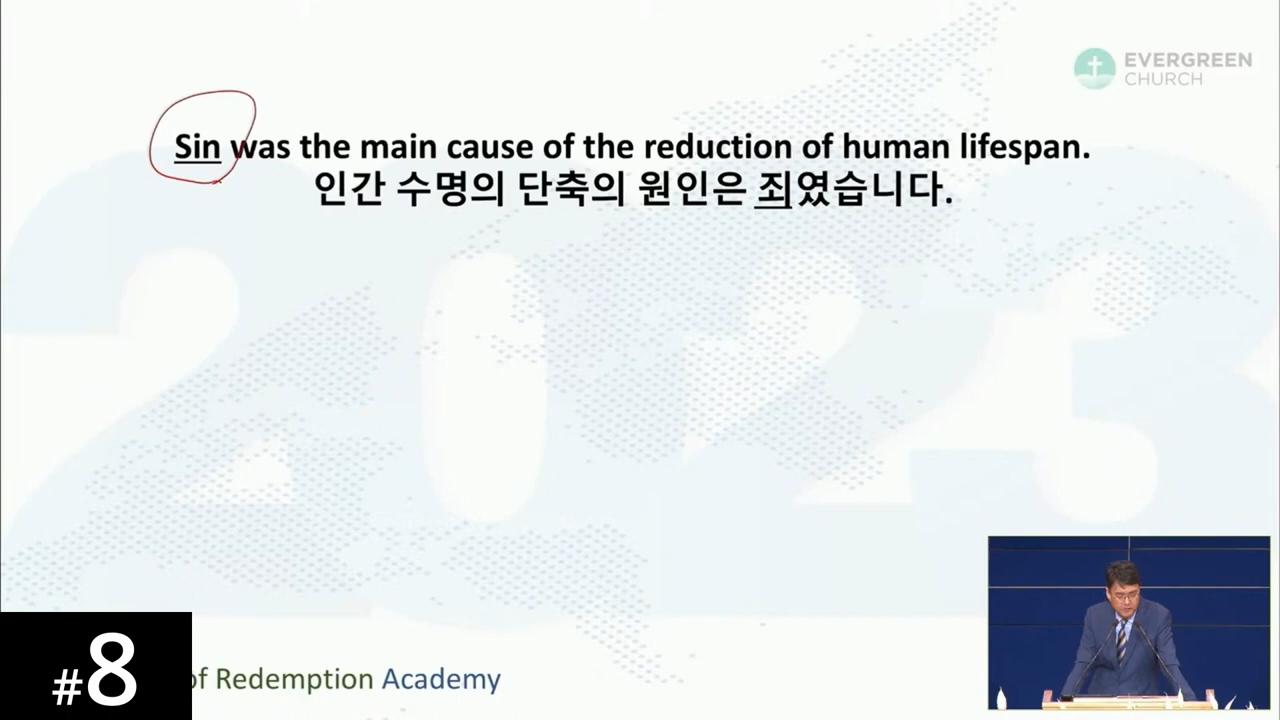 EVERGREEN
CHURCH
Sin was the main cause of the reduction of human lifespan.
인간 수명의 단축의 원인은 죄였습니다.
of Redemption Academy
#8